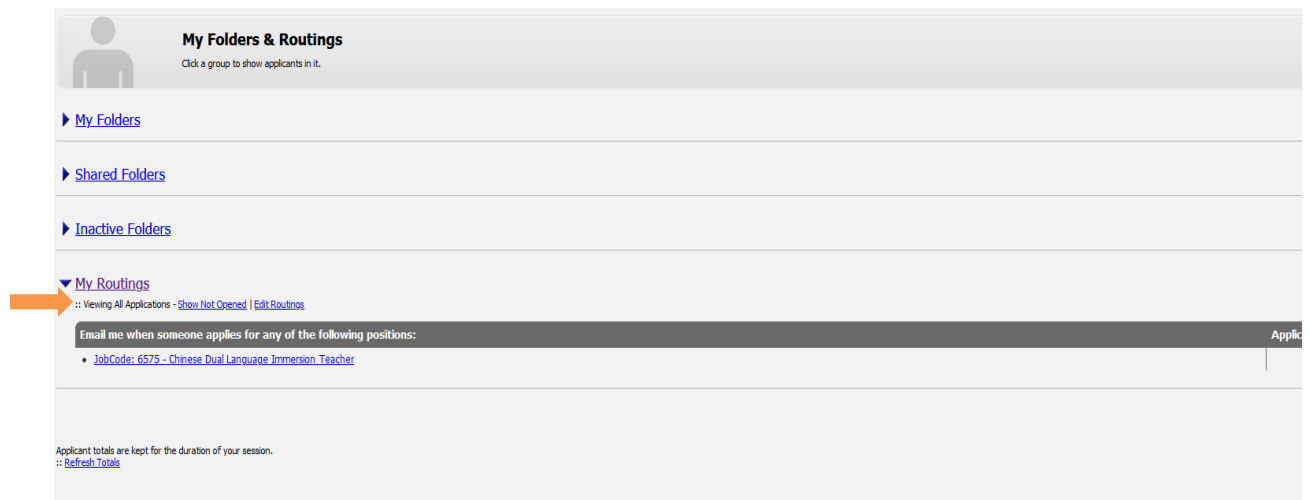 My Folders & Routings
Click a group to show applicants in it.
My Folders
Shared Folders
Inactive Folders
My Routings
:: Viewing All Applications - Show Not Opened | Edit Routings
Email me when someone applies for any of the following positions: Applic
JobCode: 6575 - Chinese Dual Language Immersion Teacher
Applicant totals are kept for the duration of your session.
:: Refresh Totals